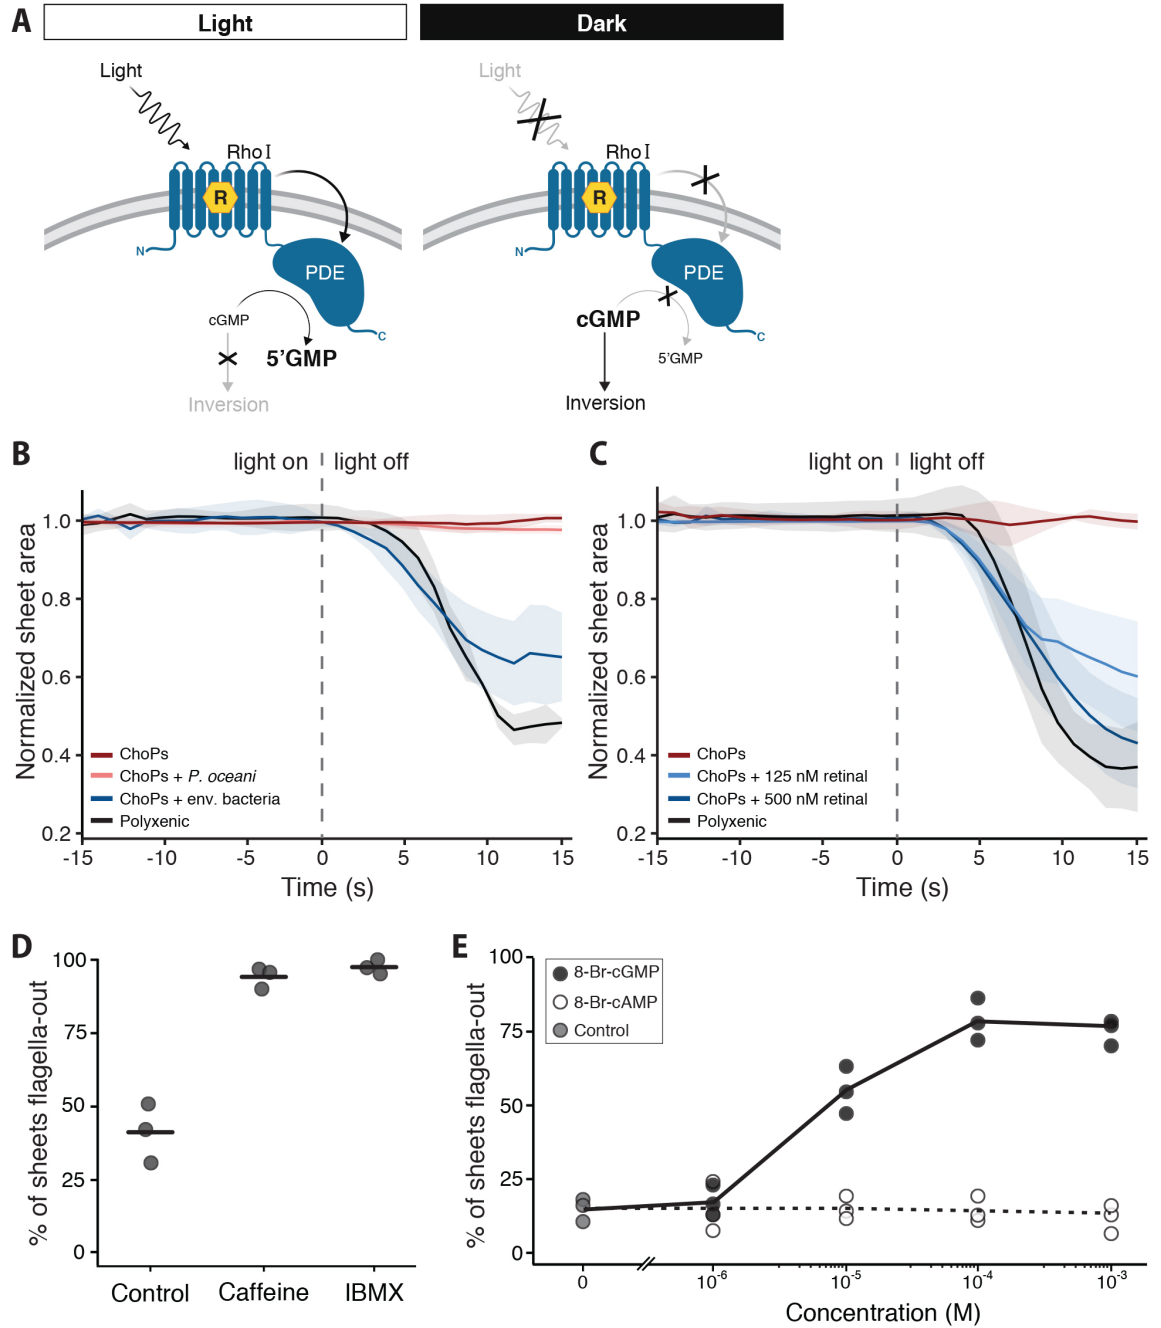 A
Light
Dark
Light
Light
Rho I
Rho I
R
R
N
N
PDE
PDE
cGMP
cGMP
C
C
5'GMP
5'GMP
Inversion
Inversion
B
light on
light off
Normalized sheet area
1.0
0.8
0.6
0.4
0.2
ChoPs
ChoPs + P. oceani
ChoPs + env. bacteria
Polyxenic
-15
-10
-5
0
5
10
15
Time (s)
C
light on
light off
Normalized sheet area
1.0
0.8
0.6
0.4
0.2
ChoPs
ChoPs + 125 nM retinal
ChoPs + 500 nM retinal
Polyxenic
-15
-10
-5
0
5
10
15
Time (s)
D
% of sheets flagella-out
100
75
50
25
0
Control
Caffeine
IBMX
E
% of sheets flagella-out
100
75
50
25
0
8-Br-cGMP
8-Br-cAMP
Control
0
10⁻⁶
10⁻⁵
10⁻⁴
10⁻³
Concentration (M)